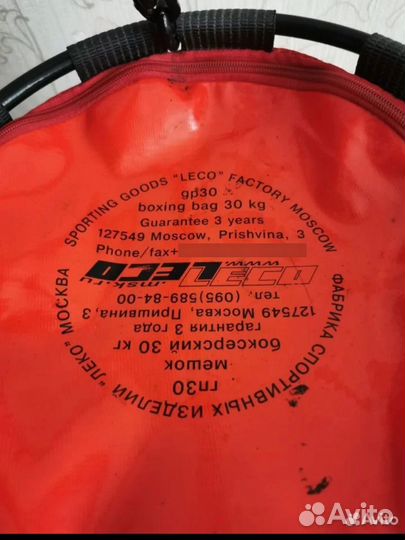 SPORTING GOODS "LECO" FACTORY MOSCOW
gp30
boxing bag 30 kg
Guarantee 3 years
127549 Moscow, Prishvina, 3
Phone/fax+
www.LECO.msk.ru
ФАБРИКА СПОРТИВНЫХ ИЗДЕЛИЙ "ЛЕКО" МОСКВА
гп30
мешок
боксерский 30 кг
гарантия 3 года
127549 Москва, Пришвина, 3
тел. (095)589-84-00
Avito